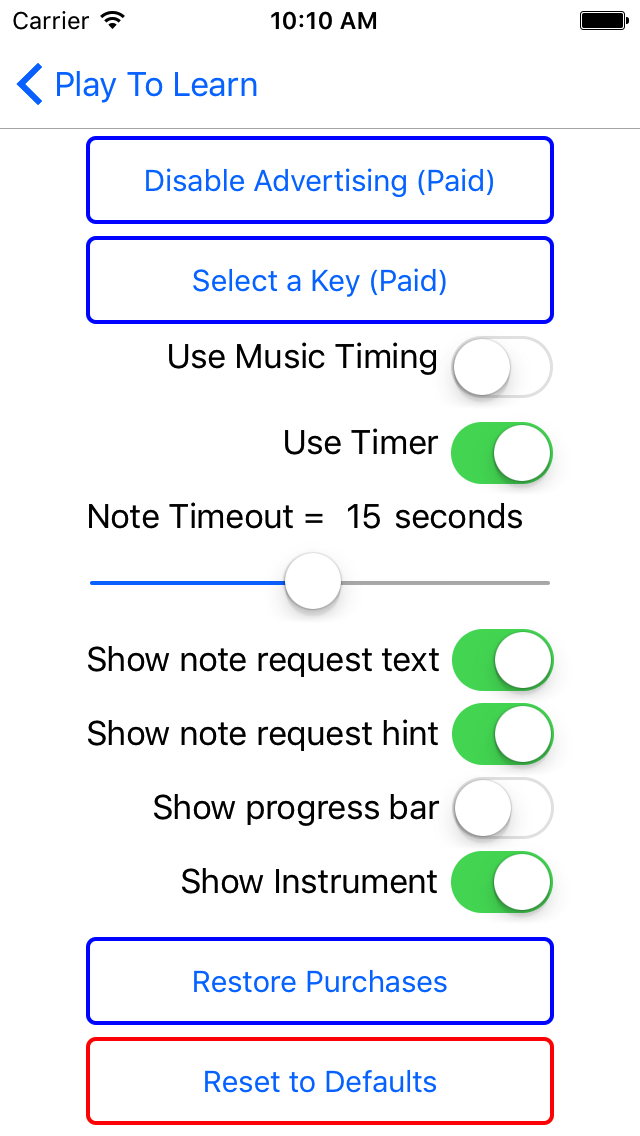 Carrier 10:10 AM
Play To Learn
Disable Advertising (Paid)
Select a Key (Paid)
Use Music Timing
Use Timer
Note Timeout = 15 seconds
Show note request text
Show note request hint
Show progress bar
Show Instrument
Restore Purchases
Reset to Defaults